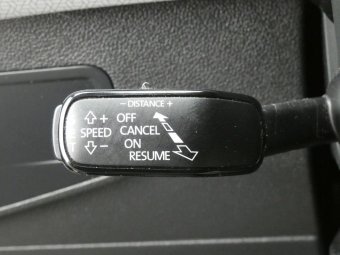 − DISTANCE +
+ OFF
SPEED CANCEL
− ON
RESUME